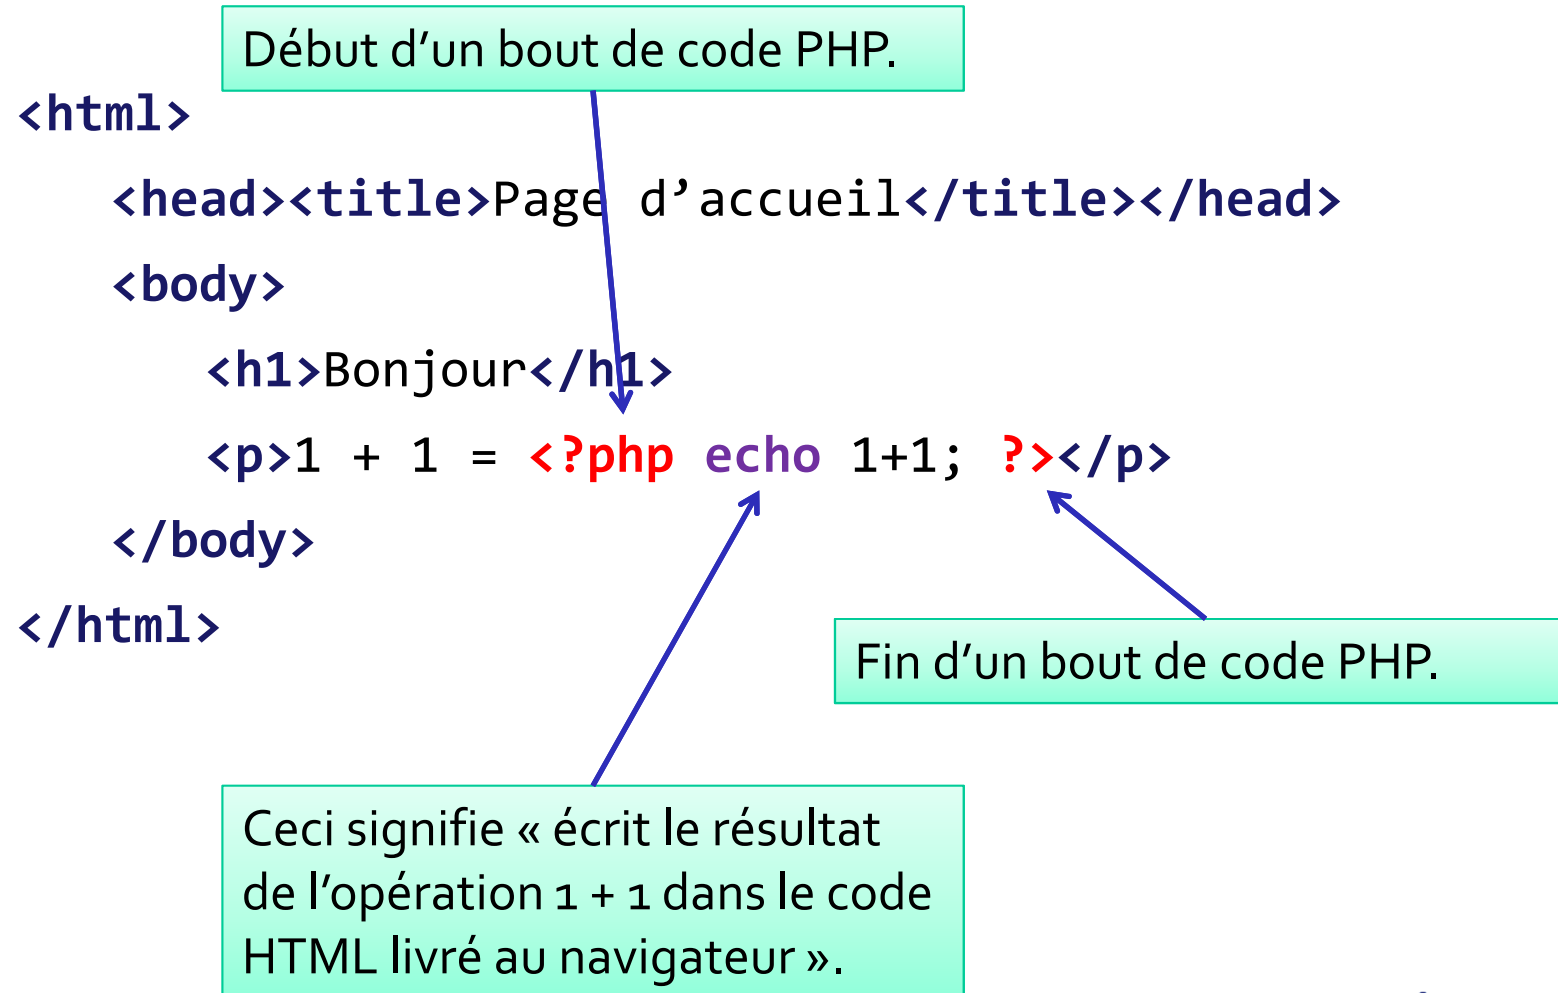 Début d’un bout de code PHP.
<html>
<head><title>Page d’accueil</title></head>
<body>
<h1>Bonjour</h1>
<p>1 + 1 = <?php echo 1+1; ?></p>
</body>
</html>
Fin d’un bout de code PHP.
Ceci signifie « écrit le résultat
de l’opération 1 + 1 dans le code
HTML livré au navigateur ».